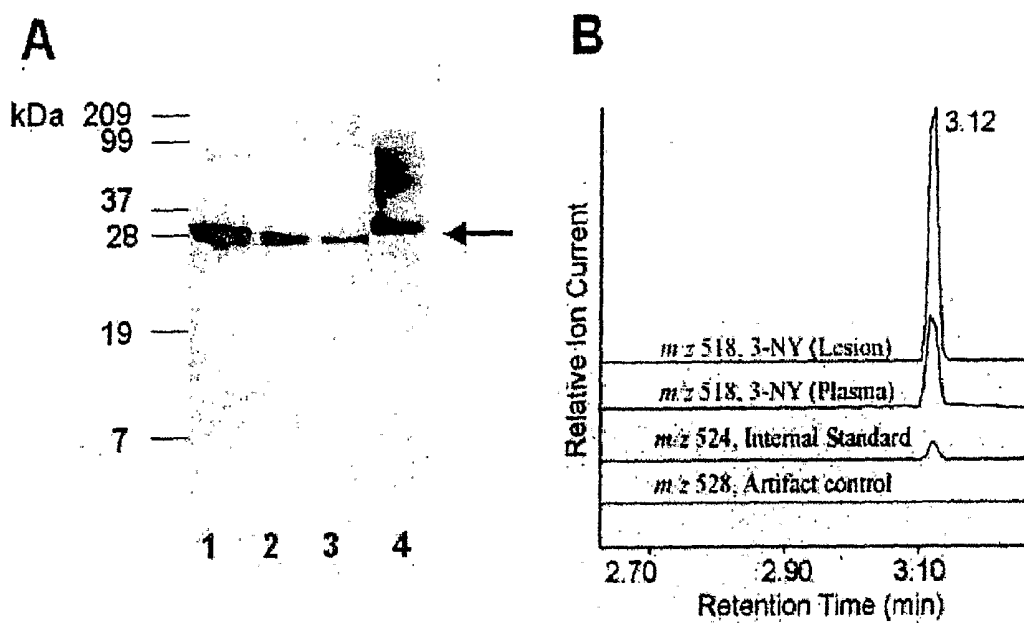 A
kDa 209
99
37
28
19
7
1 2 3 4
B
Relative Ion Current
3.12
m/z 518, 3-NY (Lesion)
m/z 518, 3-NY (Plasma)
m/z 524, Internal Standard
m/z 528, Artifact control
2.70 2.90 3.10
Retention Time (min)